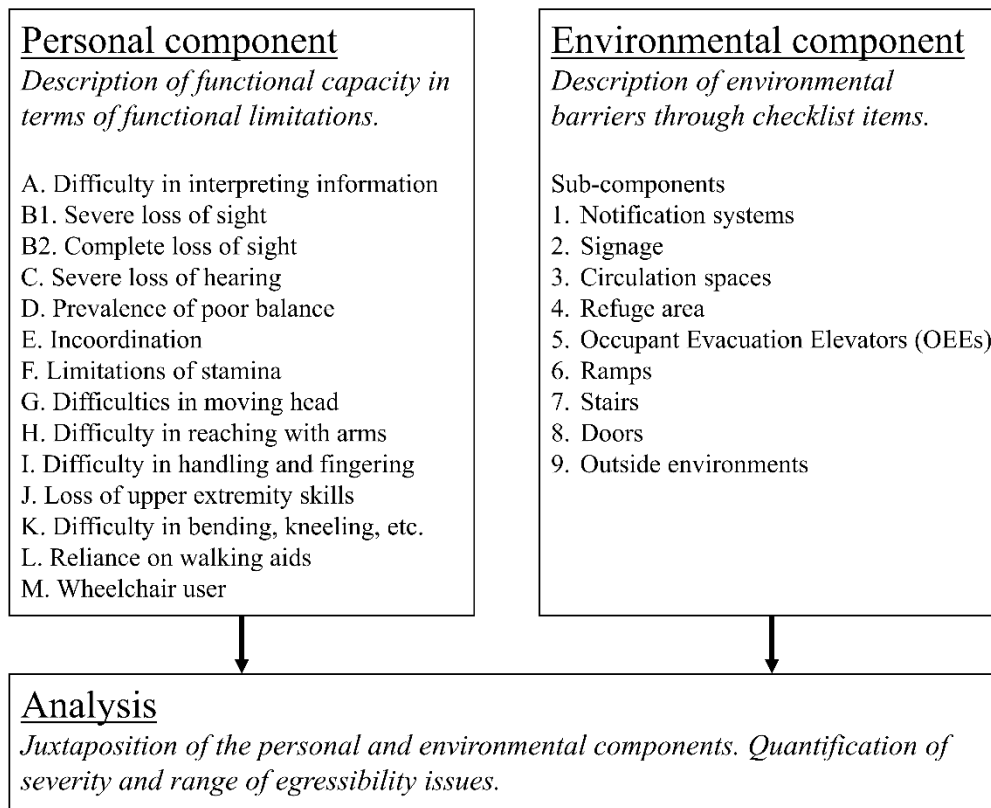 Personal component
Description of functional capacity in
terms of functional limitations.
A. Difficulty in interpreting information
B1. Severe loss of sight
B2. Complete loss of sight
C. Severe loss of hearing
D. Prevalence of poor balance
E. Incoordination
F. Limitations of stamina
G. Difficulties in moving head
H. Difficulty in reaching with arms
I. Difficulty in handling and fingering
J. Loss of upper extremity skills
K. Difficulty in bending, kneeling, etc.
L. Reliance on walking aids
M. Wheelchair user
Environmental component
Description of environmental
barriers through checklist items.
Sub-components
1. Notification systems
2. Signage
3. Circulation spaces
4. Refuge area
5. Occupant Evacuation Elevators (OEEs)
6. Ramps
7. Stairs
8. Doors
9. Outside environments
Analysis
Juxtaposition of the personal and environmental components. Quantification of
severity and range of egressibility issues.